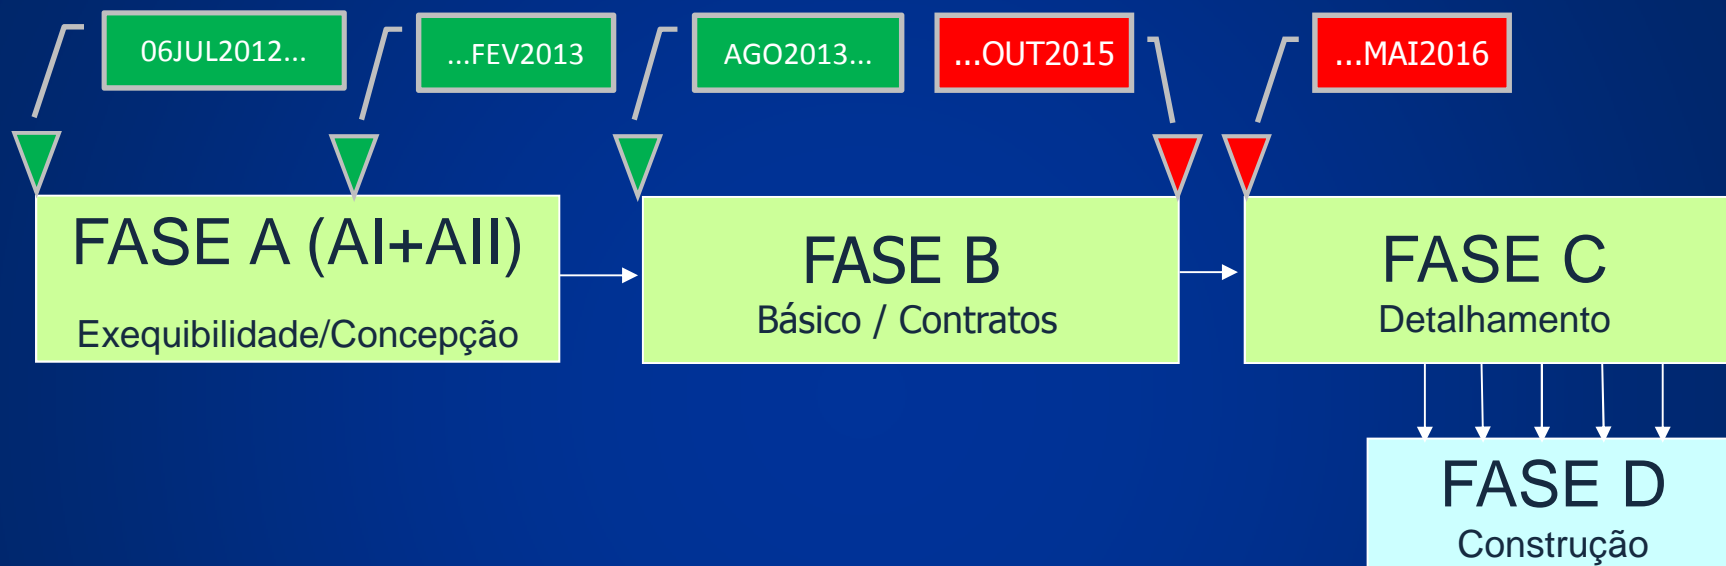 06JUL2012...
...FEV2013
AGO2013...
...OUT2015
...MAI2016
FASE A (AI+AII)
Exequibilidade/Concepção
FASE B
Básico / Contratos
FASE C
Detalhamento
FASE D
Construção